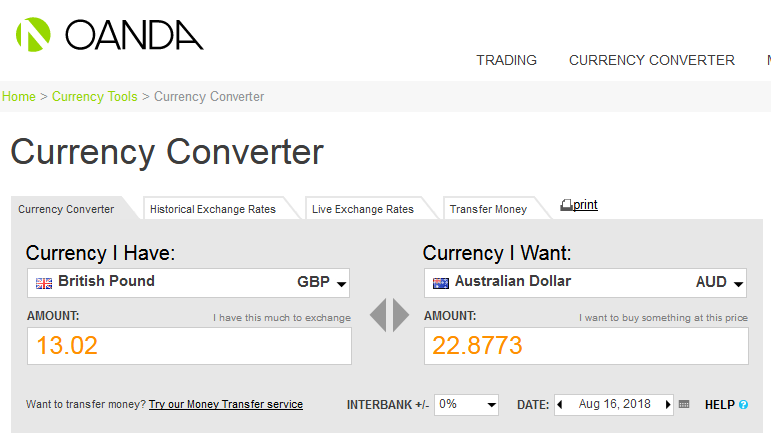 OANDA
TRADING CURRENCY CONVERTER
Home > Currency Tools > Currency Converter
Currency Converter
Currency Converter Historical Exchange Rates Live Exchange Rates Transfer Money print
Currency I Have: Currency I Want:
British Pound GBP Australian Dollar AUD
AMOUNT: I have this much to exchange AMOUNT: I want to buy something at this price
13.02 22.8773
Want to transfer money? Try our Money Transfer service INTERBANK +/- 0% DATE: Aug 16, 2018 HELP ?